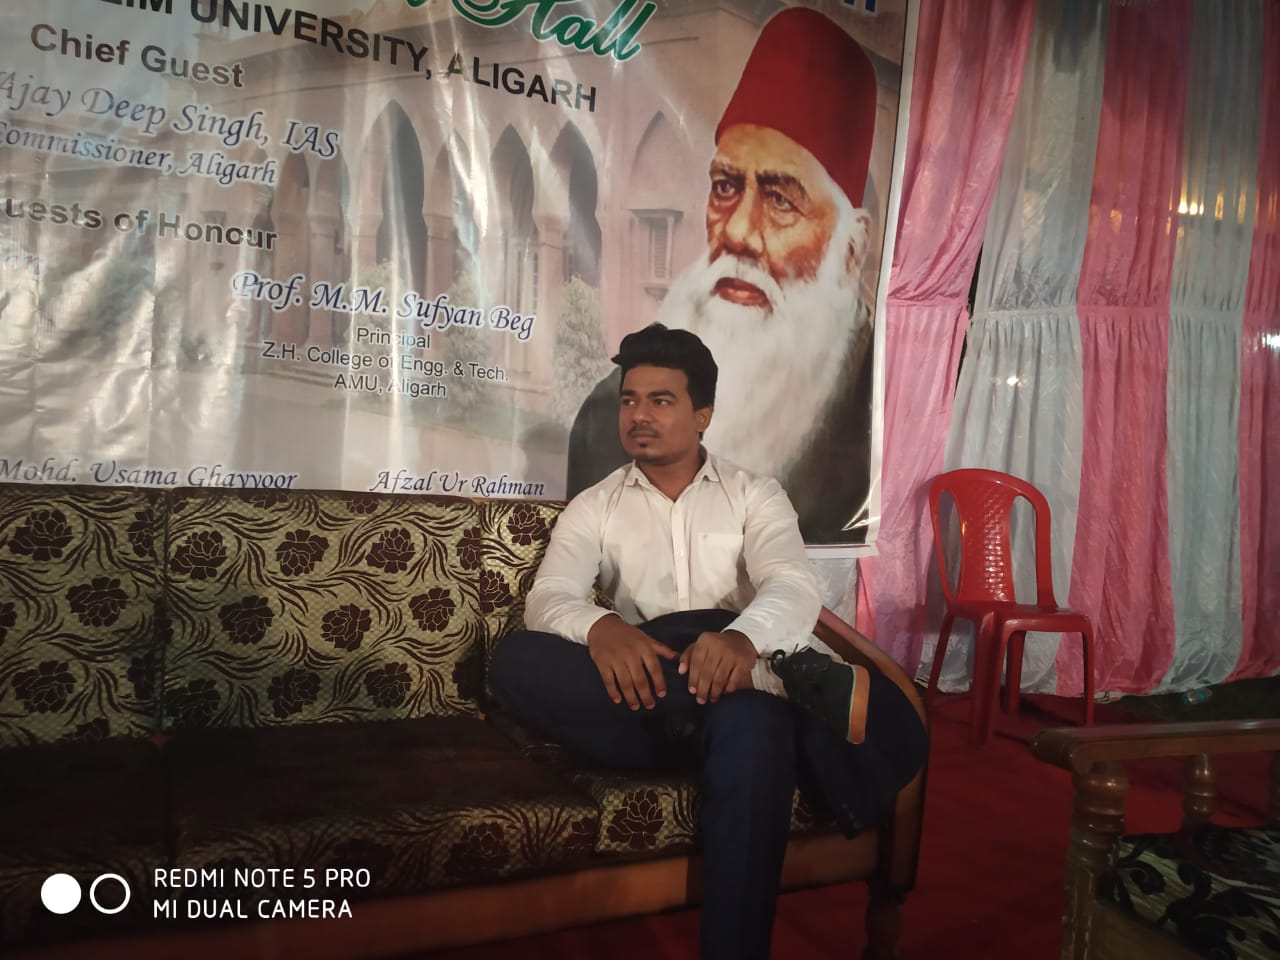 Hall
UNIVERSITY, ALIGARH
Chief Guest
Ajay Deep Singh, IAS
Commissioner, Aligarh
Guests of Honour
Prof. M.M. Sufyan Beg
Principal
Z.H. College of Engg. & Tech.
AMU, Aligarh
Mohd. Usama Ghayyoor
Afzal Ur Rahman
REDMI NOTE 5 PRO
MI DUAL CAMERA